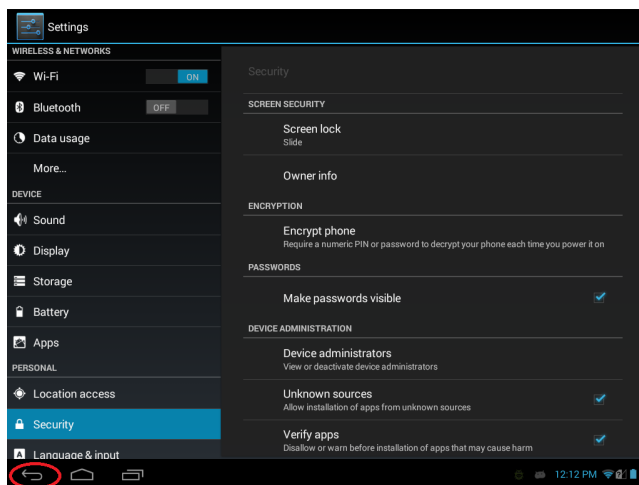 Settings
WIRELESS & NETWORKS
Wi-Fi
ON
Bluetooth
OFF
Data usage
More...
DEVICE
Sound
Display
Storage
Battery
Apps
PERSONAL
Location access
Security
Language & input
Security
SCREEN SECURITY
Screen lock
Slide
Owner info
ENCRYPTION
Encrypt phone
Require a numeric PIN or password to decrypt your phone each time you power it on
PASSWORDS
Make passwords visible
DEVICE ADMINISTRATION
Device administrators
View or deactivate device administrators
Unknown sources
Allow installation of apps from unknown sources
Verify apps
Disallow or warn before installation of apps that may cause harm
12:12 PM